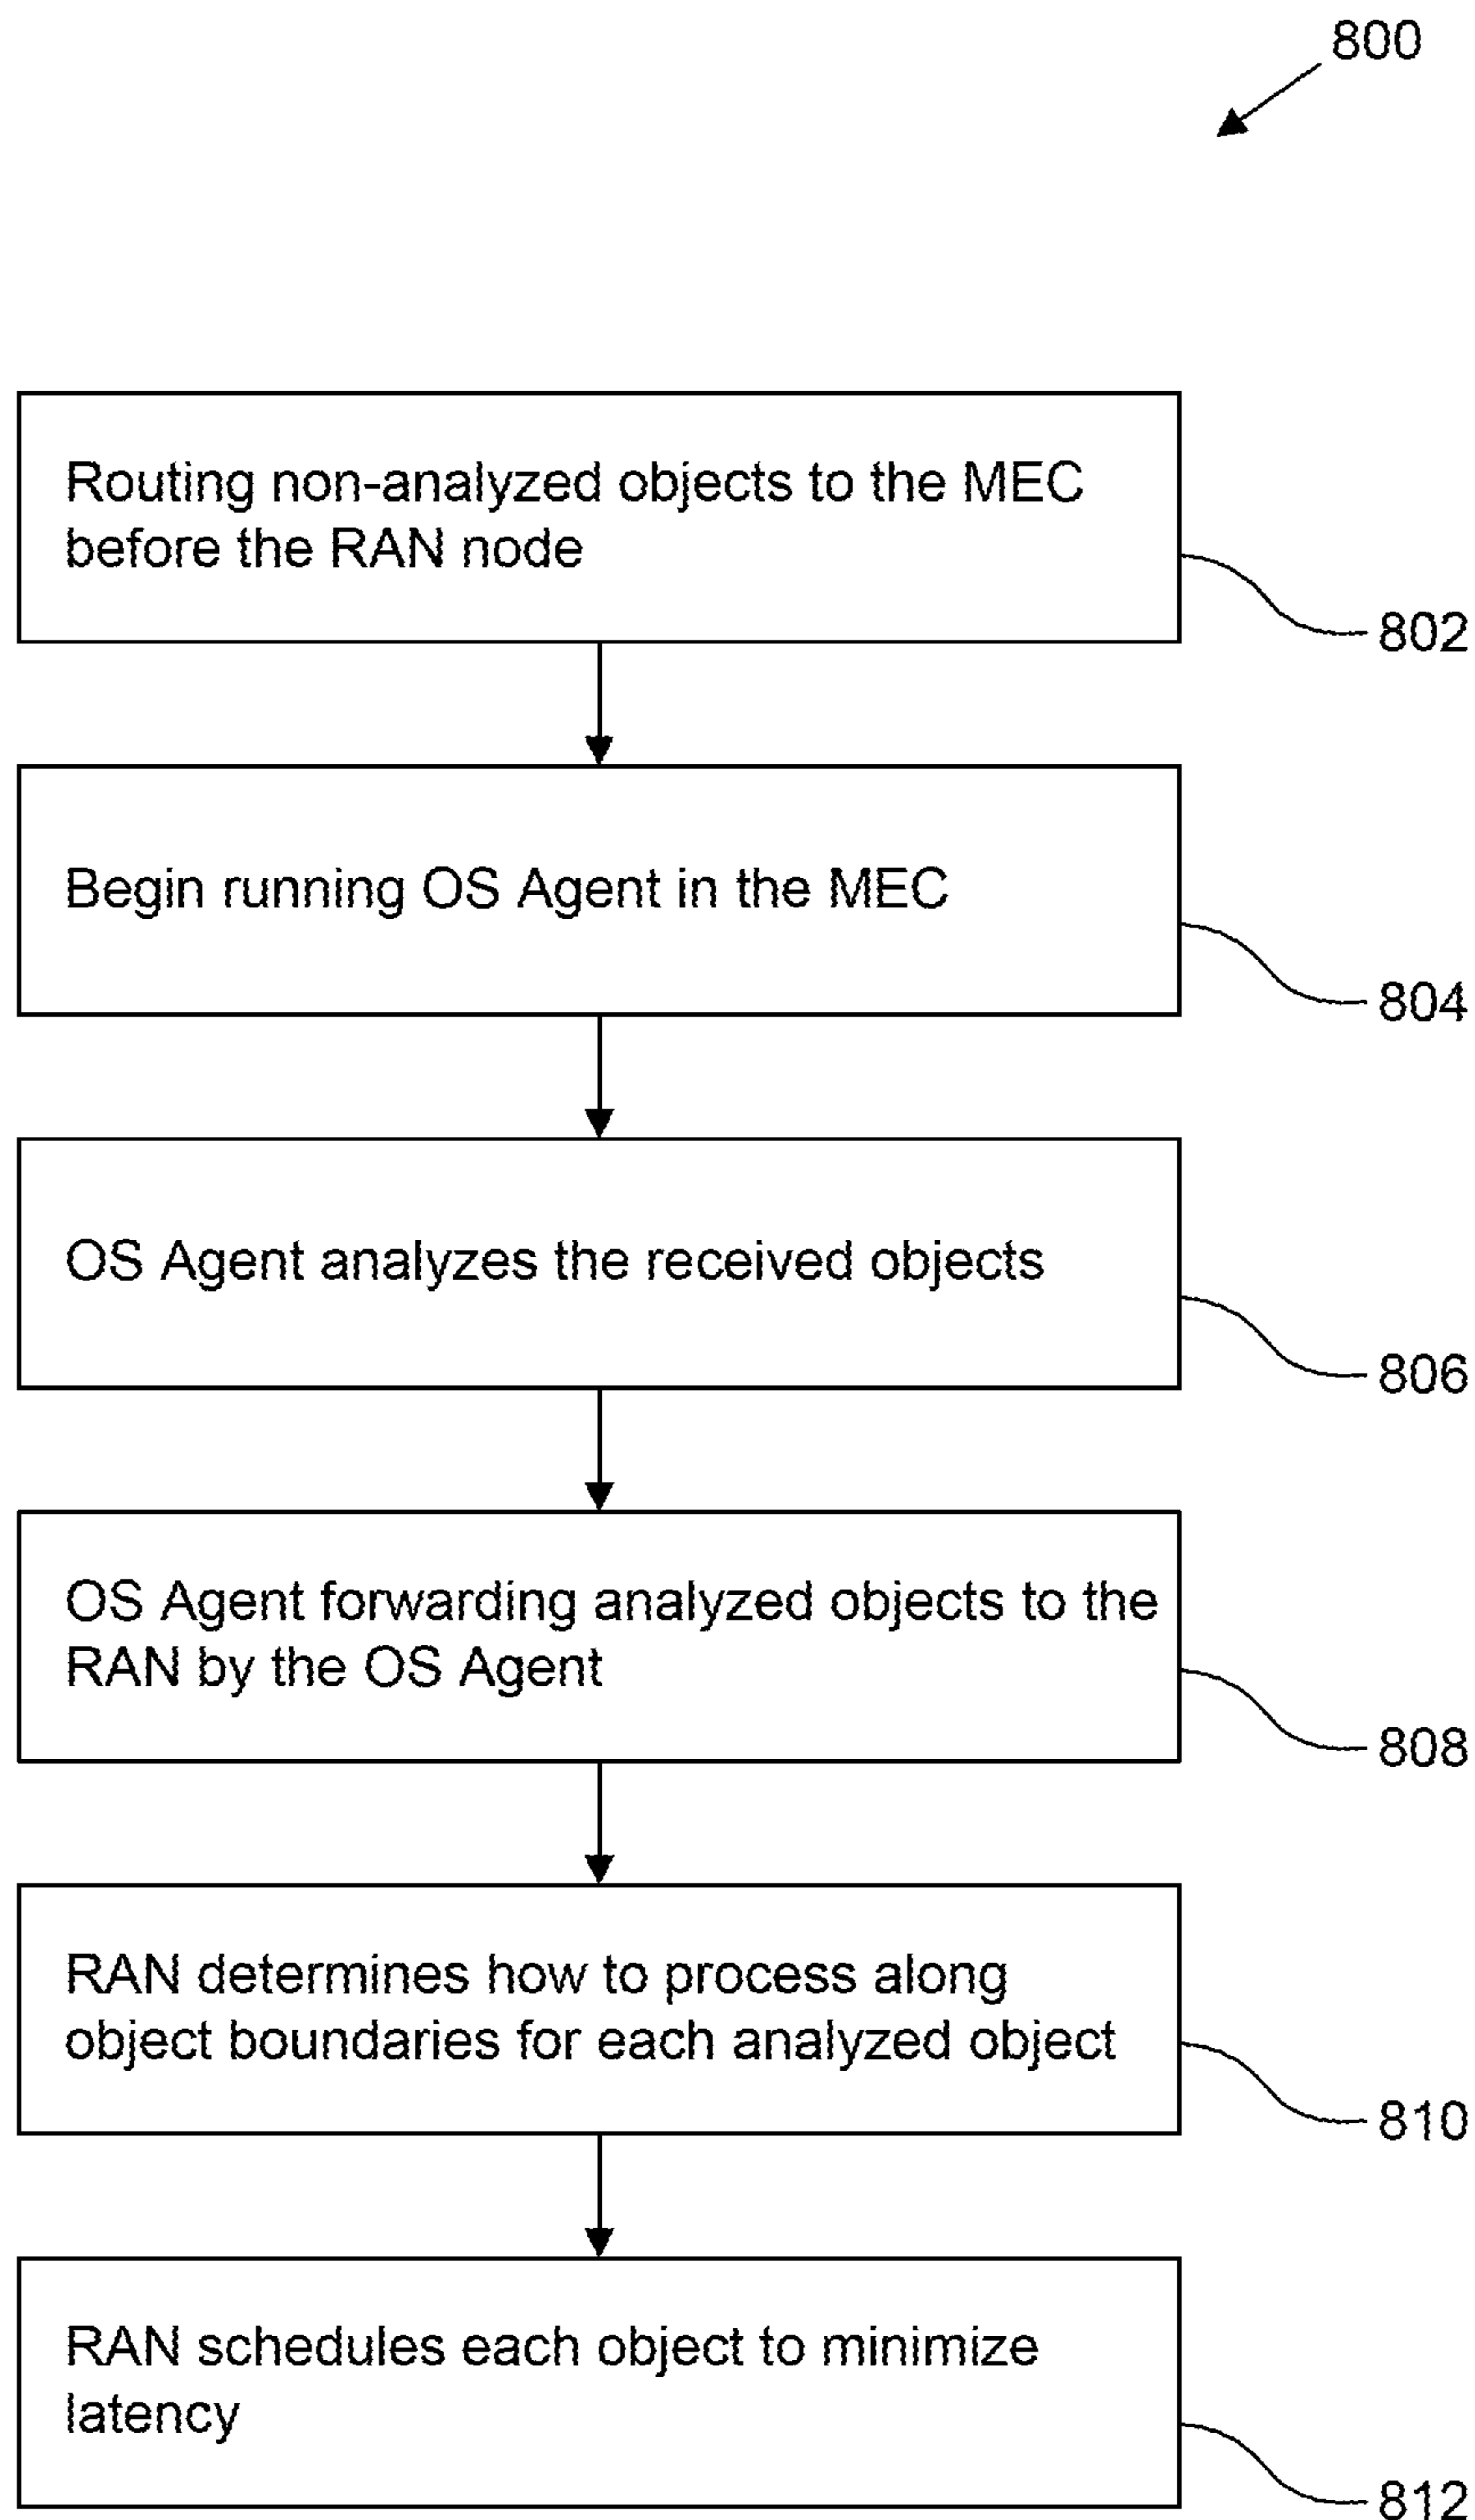 800
Routing non-analyzed objects to the MEC
before the RAN node
802
Begin running OS Agent in the MEC
804
OS Agent analyzes the received objects
806
OS Agent forwarding analyzed objects to the
RAN by the OS Agent
808
RAN determines how to process along
object boundaries for each analyzed object
810
RAN schedules each object to minimize
latency
812